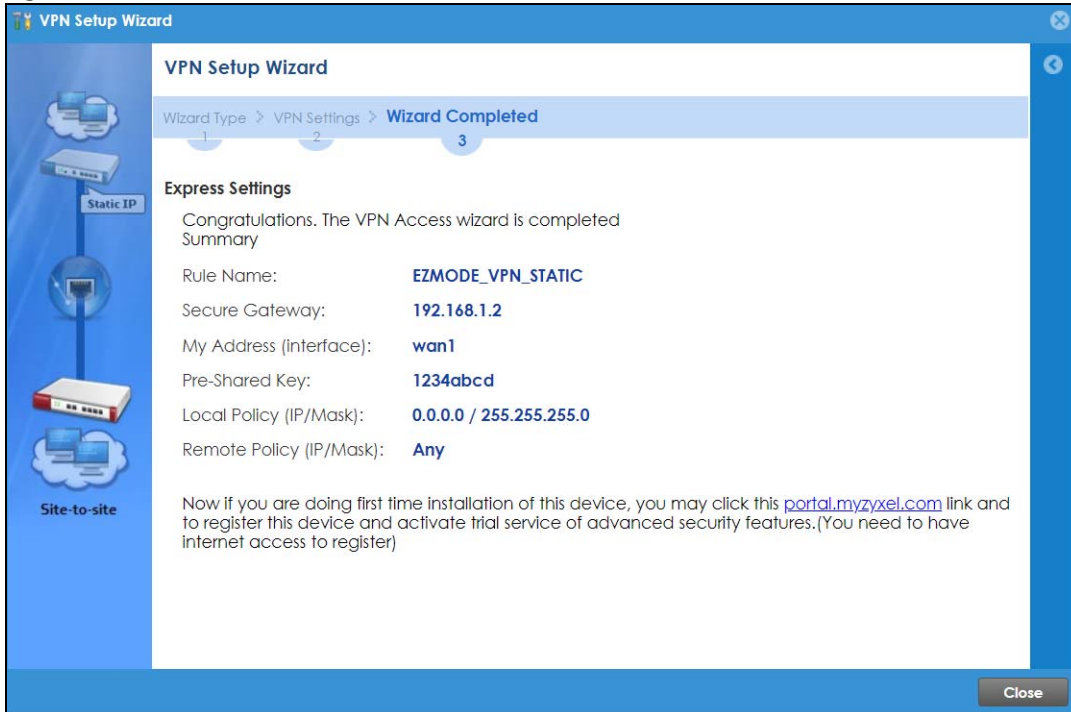 VPN Setup Wizard
VPN Setup Wizard
Wizard Type > VPN Settings > Wizard Completed
1 2 3
Static IP
Express Settings
Congratulations. The VPN Access wizard is completed
Summary
Rule Name: EZMODE_VPN_STATIC
Secure Gateway: 192.168.1.2
My Address (interface): wan1
Pre-Shared Key: 1234abcd
Local Policy (IP/Mask): 0.0.0.0 / 255.255.255.0
Remote Policy (IP/Mask): Any
Site-to-site
Now if you are doing first time installation of this device, you may click this portal.myzyxel.com link and
to register this device and activate trial service of advanced security features.(You need to have
internet access to register)
Close